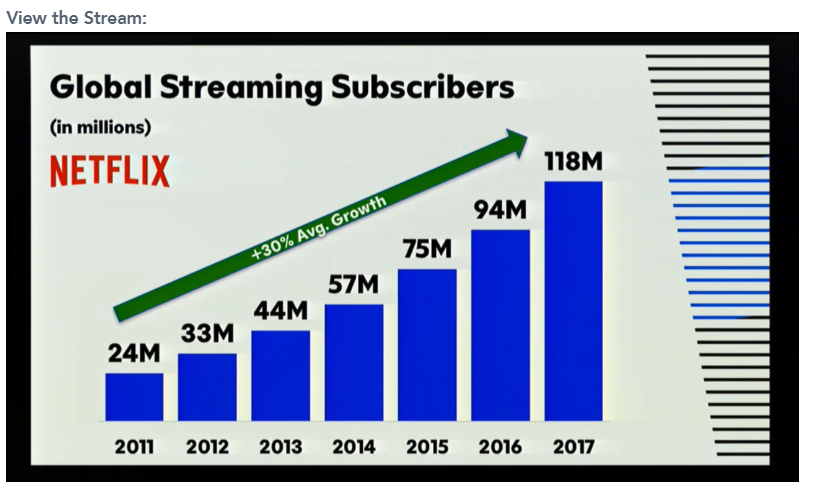 View the Stream:
Global Streaming Subscribers
(in millions)
NETFLIX
+30% Avg. Growth
24M
33M
44M
57M
75M
94M
118M
2011 2012 2013 2014 2015 2016 2017